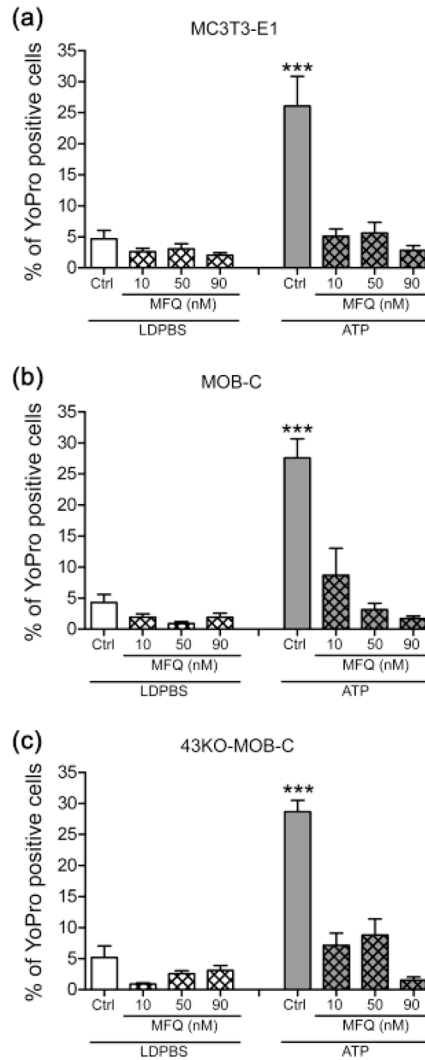 (a)
MC3T3-E1
% of YoPro positive cells
35
30
25
20
15
10
5
0
***
Ctrl 10 50 90 Ctrl 10 50 90
MFQ (nM) MFQ (nM)
LDPBS ATP
(b)
MOB-C
% of YoPro positive cells
35
30
25
20
15
10
5
0
***
Ctrl 10 50 90 Ctrl 10 50 90
MFQ (nM) MFQ (nM)
LDPBS ATP
(c)
43KO-MOB-C
% of YoPro positive cells
35
30
25
20
15
10
5
0
***
Ctrl 10 50 90 Ctrl 10 50 90
MFQ (nM) MFQ (nM)
LDPBS ATP